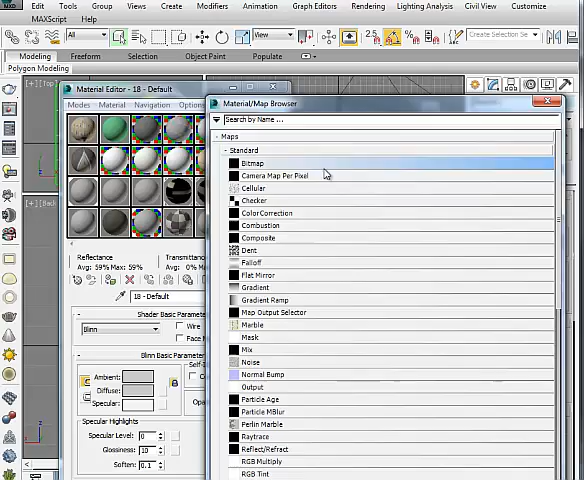 Edit Tools Group Views Create Modifiers Animation Graph Editors Rendering Lighting Analysis Civil View Customize
MAXScript Help
All View Create Selection Se
Modeling Freeform Selection Object Paint Populate
Polygon Modeling
[+] [Top]
Material Editor - 18 - Default
Modes Material Navigation Options
Material/Map Browser
Search by Name ...
- Maps
- Standard
Bitmap
Camera Map Per Pixel
Cellular
Checker
ColorCorrection
Combustion
Composite
Dent
Falloff
Flat Mirror
Gradient
Gradient Ramp
Map Output Selector
Marble
Mask
Mix
Noise
Normal Bump
Output
Particle Age
Particle MBlur
Perlin Marble
Raytrace
Reflect/Refract
RGB Multiply
RGB Tint
[+] [Back]
Reflectance Transmittance
Avg: 59% Max: 59% Avg: 0% Ma
18 - Default
Shader Basic Parameter
Blinn Wire
Face M
Blinn Basic Parameter
Self-I
Ambient: C
Diffuse:
Specular: Opa
Specular Highlights
Specular Level: 0
Glossiness: 10
Soften: 0.1